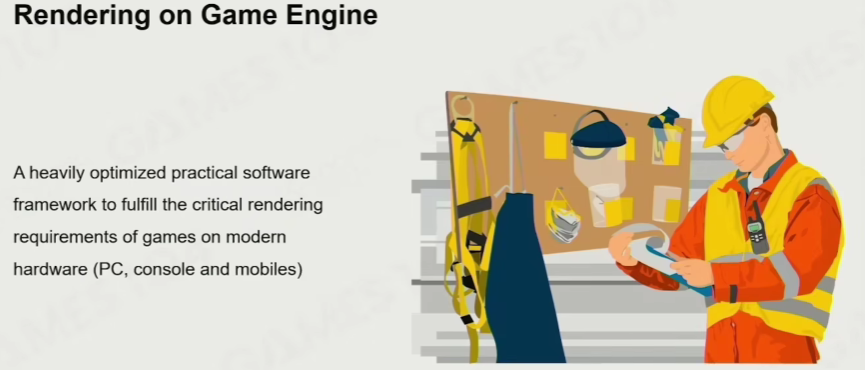 Rendering on Game Engine
A heavily optimized practical software
framework to fulfill the critical rendering
requirements of games on modern
hardware (PC, console and mobiles)